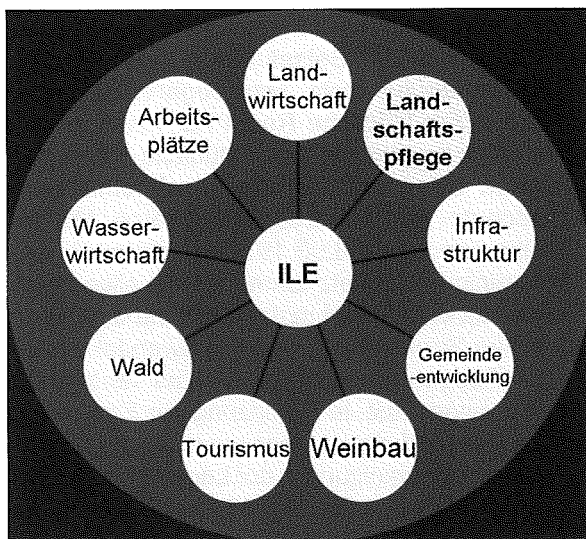 Land-
wirtschaft
Land-
schafts-
pflege
Infra-
struktur
Gemeinde
-entwicklung
Weinbau
Tourismus
Wald
Wasser-
wirtschaft
Arbeits-
plätze
ILE